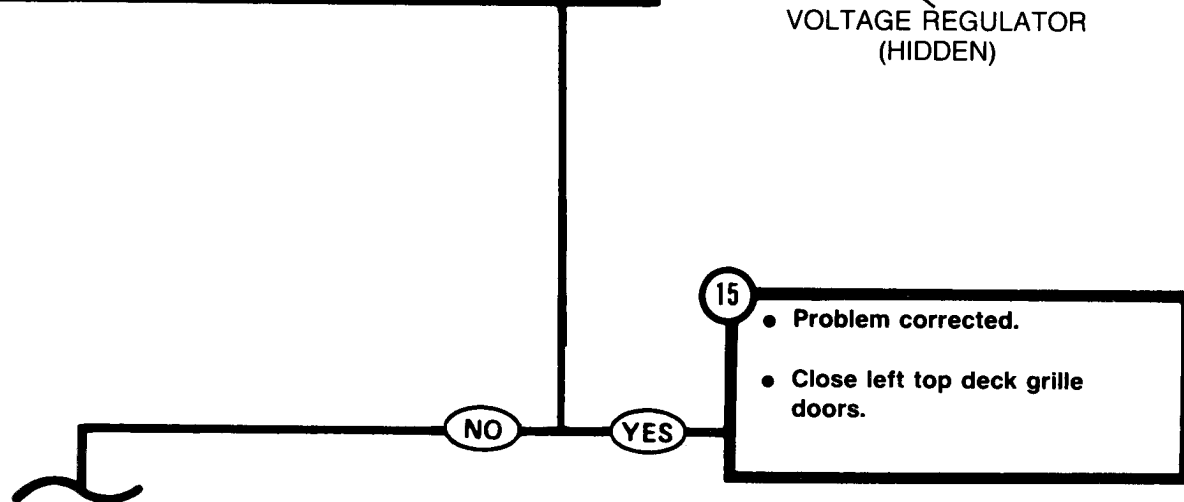 VOLTAGE REGULATOR
(HIDDEN)
15
• Problem corrected.
• Close left top deck grille
doors.
NO
YES